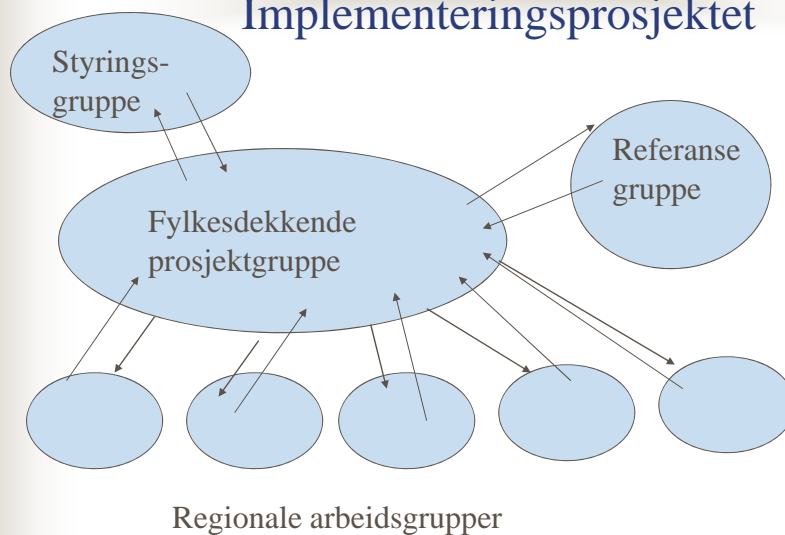 Implementeringsprosjektet
Styrings-
gruppe
Referanse
gruppe
Fylkesdekkende
prosjektgruppe
Regionale arbeidsgrupper